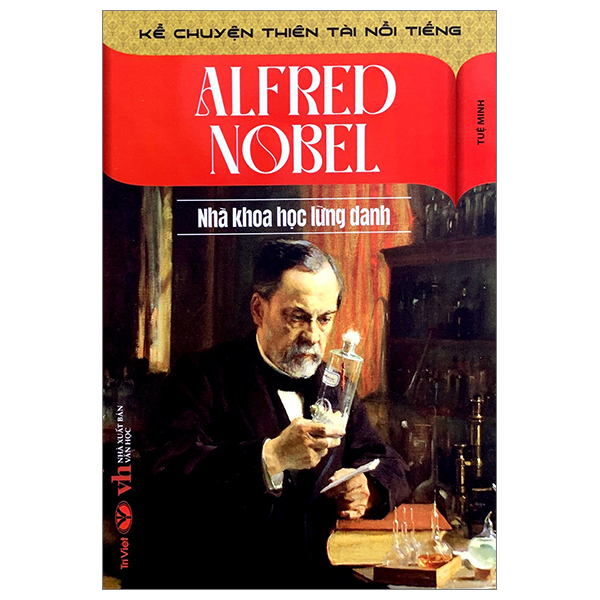 KỂ CHUYỆN THIÊN TÀI NỔI TIẾNG
ALFRED
NOBEL
TUỆ MINH
Nhà khoa học lừng danh
NHÀ XUẤT BẢN
VĂN HỌC
vh
Tri Việt